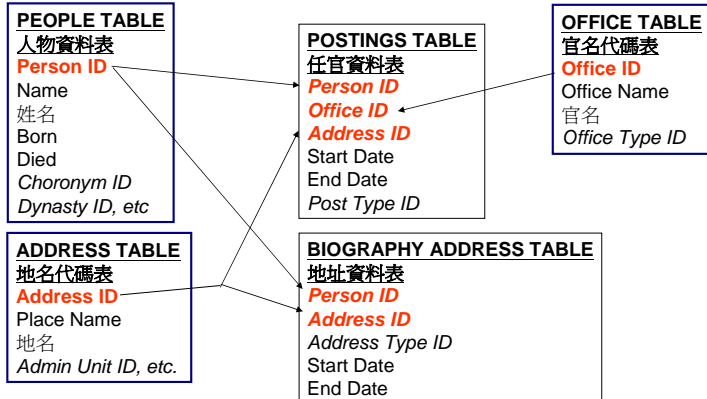 PEOPLE TABLE
人物資料表
Person ID
Name
姓名
Born
Died
Choronym ID
Dynasty ID, etc
ADDRESS TABLE
地名代碼表
Address ID
Place Name
地名
Admin Unit ID, etc.
POSTINGS TABLE
任官資料表
Person ID
Office ID
Address ID
Start Date
End Date
Post Type ID
BIOGRAPHY ADDRESS TABLE
地址資料表
Person ID
Address ID
Address Type ID
Start Date
End Date
OFFICE TABLE
官名代碼表
Office ID
Office Name
官名
Office Type ID